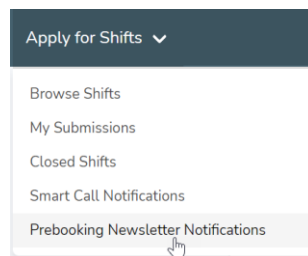 Apply for Shifts
Browse Shifts
My Submissions
Closed Shifts
Smart Call Notifications
Prebooking Newsletter Notifications